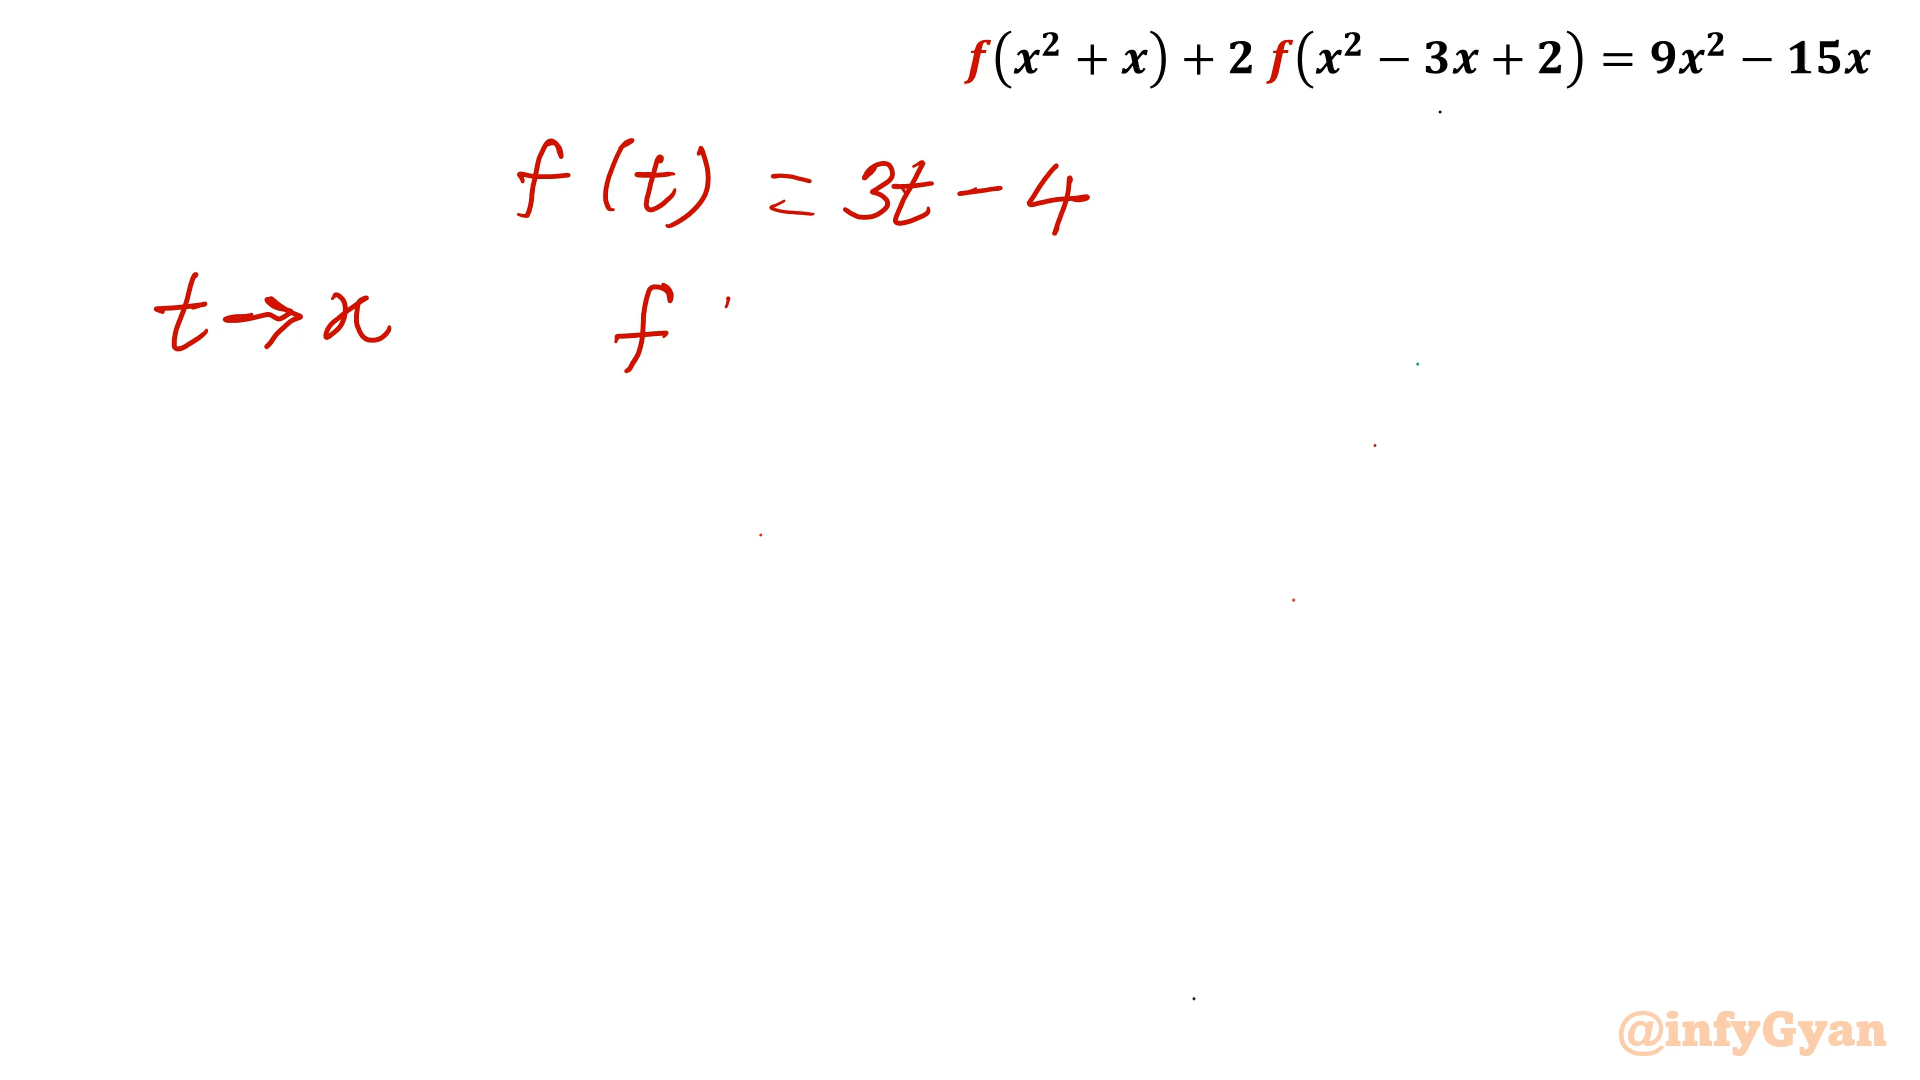 f(x² + x) + 2 f(x² − 3x + 2) = 9x² − 15x
f(t) = 3t − 4
t → x f
@infyGyan